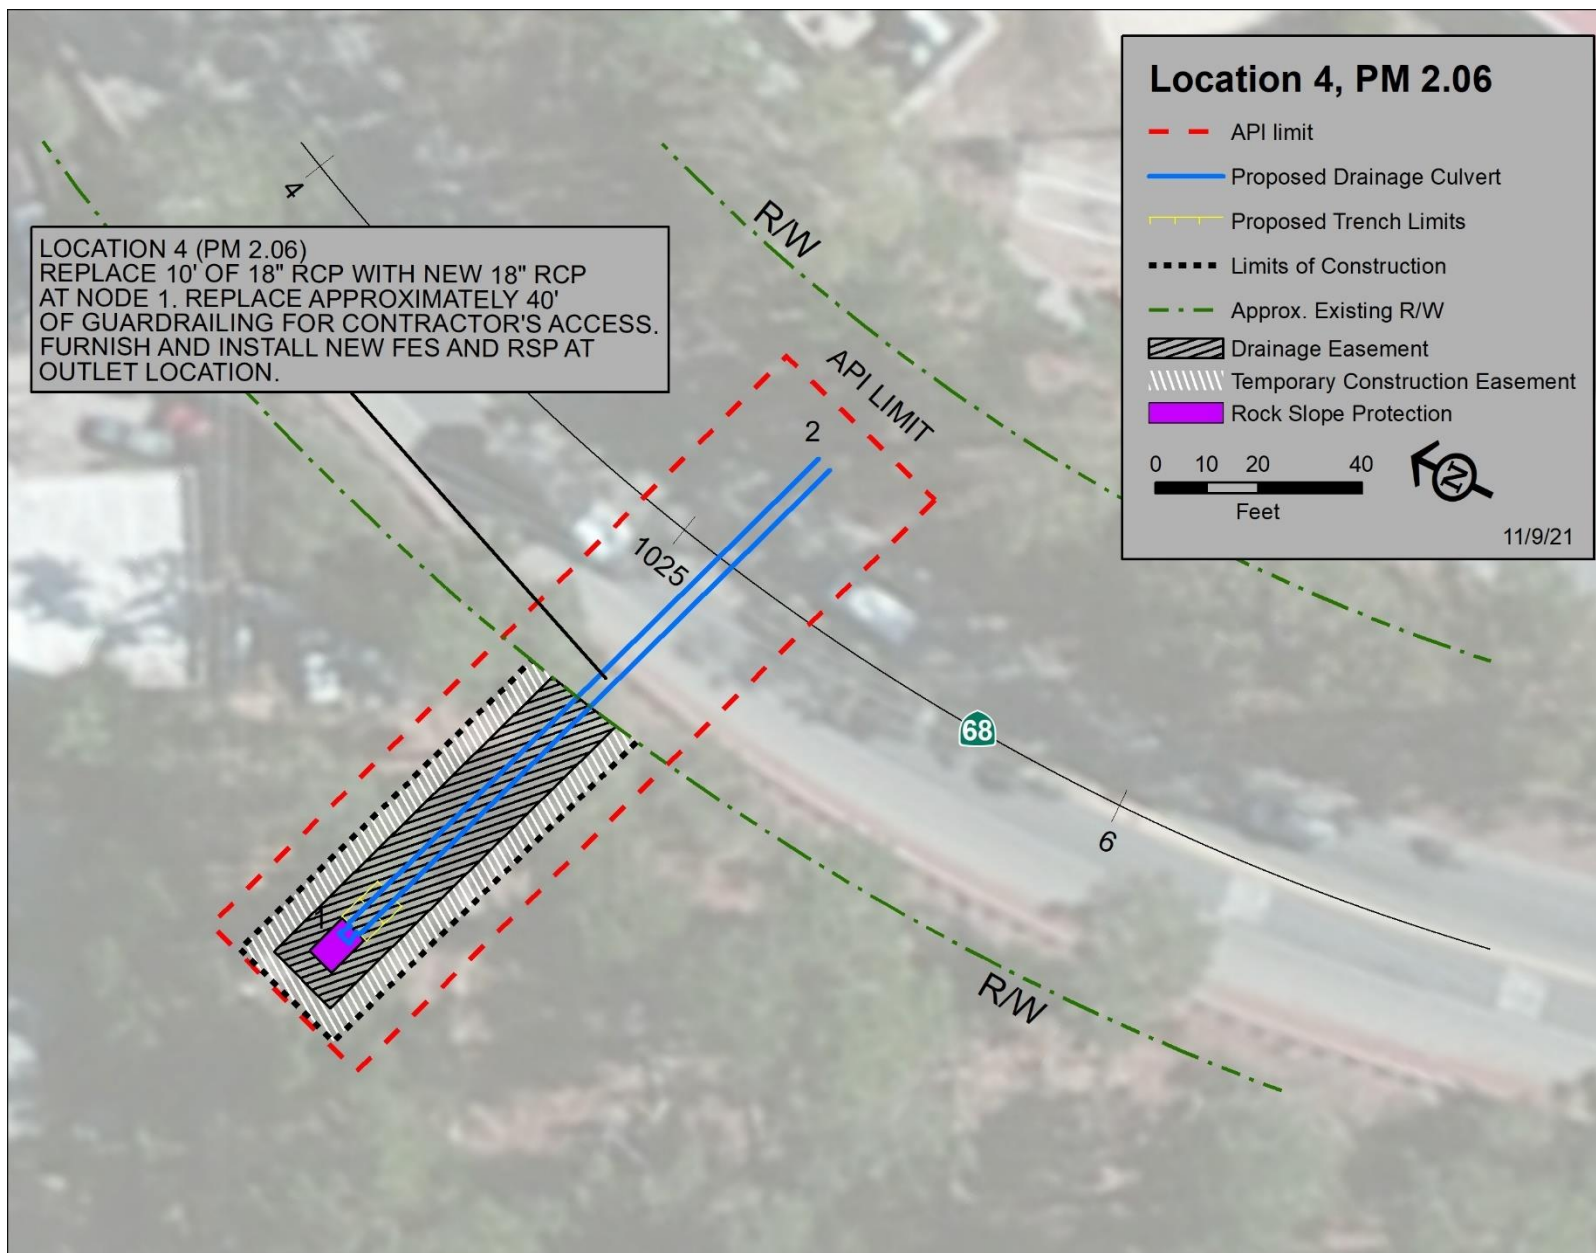 Location 4, PM 2.06
API limit
Proposed Drainage Culvert
Proposed Trench Limits
Limits of Construction
Approx. Existing R/W
Drainage Easement
Temporary Construction Easement
Rock Slope Protection
0 10 20 40
Feet
N
11/9/21
4
R/W
LOCATION 4 (PM 2.06)
REPLACE 10' OF 18" RCP WITH NEW 18" RCP
AT NODE 1. REPLACE APPROXIMATELY 40'
OF GUARDRAILING FOR CONTRACTOR'S ACCESS.
FURNISH AND INSTALL NEW FES AND RSP AT
OUTLET LOCATION.
API LIMIT
2
1025
68
6
1
R/W